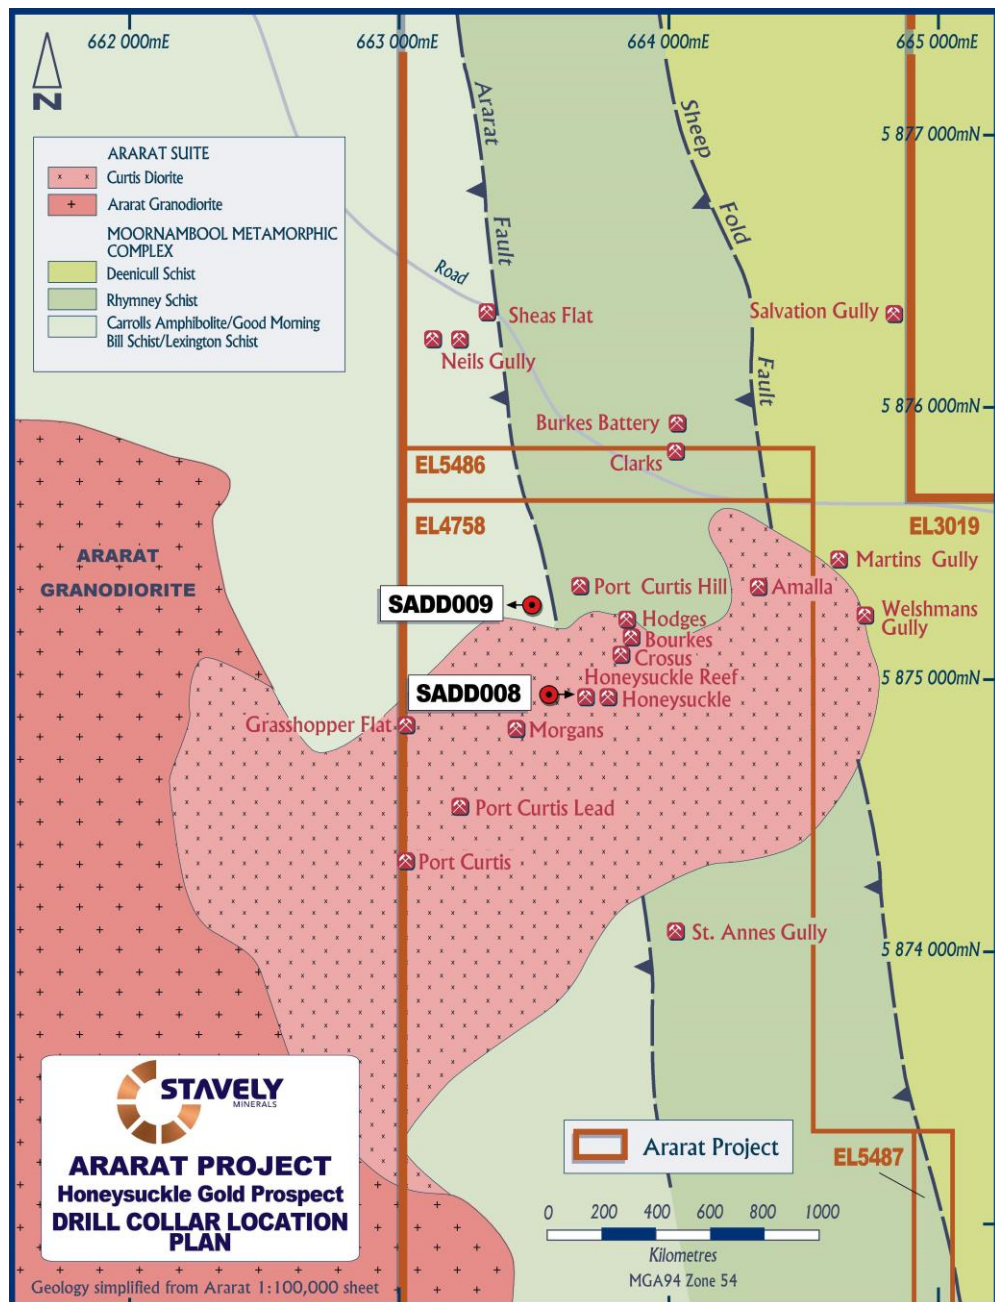 662 000mE
663 000mE
664 000mE
665 000mE
N
5 877 000mN
ARARAT SUITE
Curtis Diorite
Ararat Granodiorite
MOORNAMBOOL METAMORPHIC
COMPLEX
Deenicull Schist
Rhymney Schist
Carrolls Amphibolite/Good Morning
Bill Schist/Lexington Schist
Ararat
Fault
Sheep
Fold
Fault
Road
Sheas Flat
Salvation Gully
Neils Gully
5 876 000mN
Burkes Battery
Clarks
EL5486
EL4758
EL3019
ARARAT
GRANODIORITE
Martins Gully
Port Curtis Hill
Amalla
SADD009
Hodges
Welshmans
Gully
Bourkes
Crosus
Honeysuckle Reef
5 875 000mN
SADD008
Honeysuckle
Grasshopper Flat
Morgans
Port Curtis Lead
Port Curtis
St. Annes Gully
5 874 000mN
STAVELY
MINERALS
ARARAT PROJECT
Honeysuckle Gold Prospect
DRILL COLLAR LOCATION
PLAN
Ararat Project
EL5487
0 200 400 600 800 1000
Kilometres
MGA94 Zone 54
Geology simplified from Ararat 1:100,000 sheet